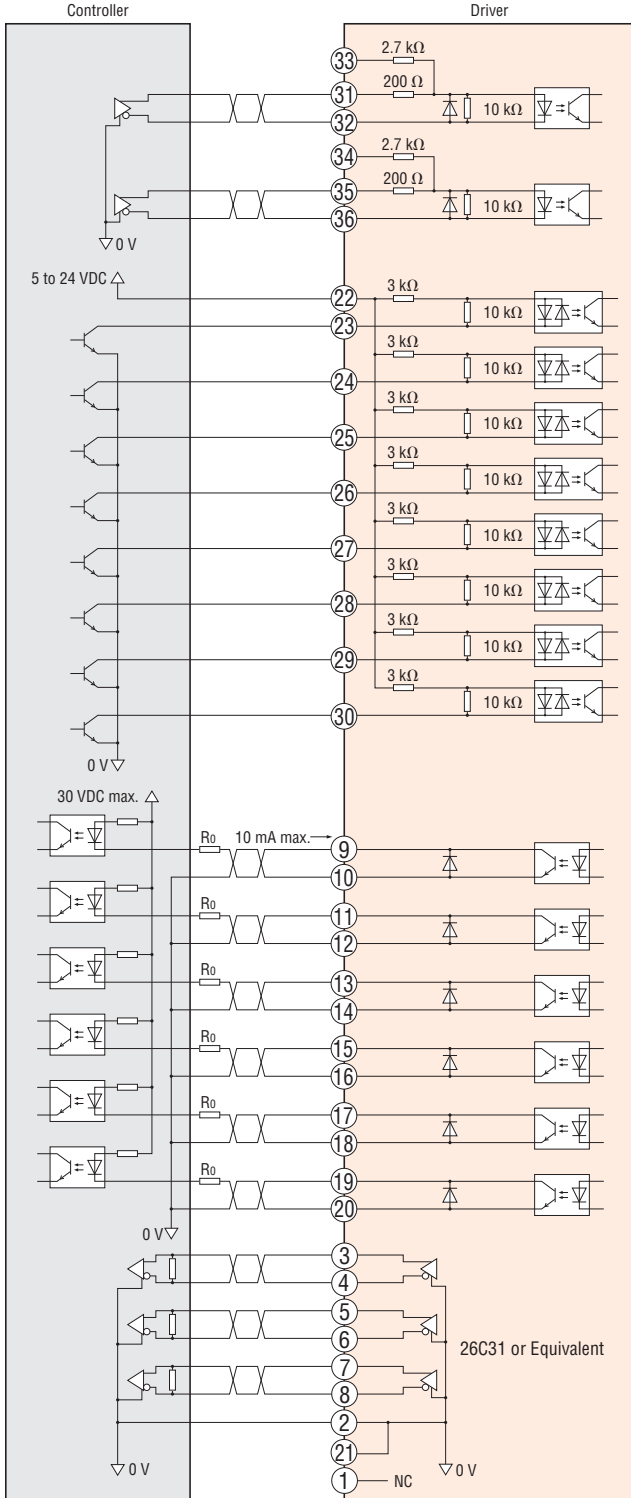 Controller
Driver
33
2.7 kΩ
31
200 Ω
32
10 kΩ
34
2.7 kΩ
35
200 Ω
36
10 kΩ
0 V
5 to 24 VDC
22
3 kΩ
23
10 kΩ
3 kΩ
24
10 kΩ
3 kΩ
25
10 kΩ
3 kΩ
26
10 kΩ
3 kΩ
27
10 kΩ
3 kΩ
28
10 kΩ
3 kΩ
29
10 kΩ
3 kΩ
30
10 kΩ
0 V
30 VDC max.
R0
10 mA max.
9
10
R0
11
12
R0
13
14
R0
15
16
R0
17
18
R0
19
20
0 V
3
4
5
6
26C31 or Equivalent
7
8
2
21
0 V
0 V
1
NC